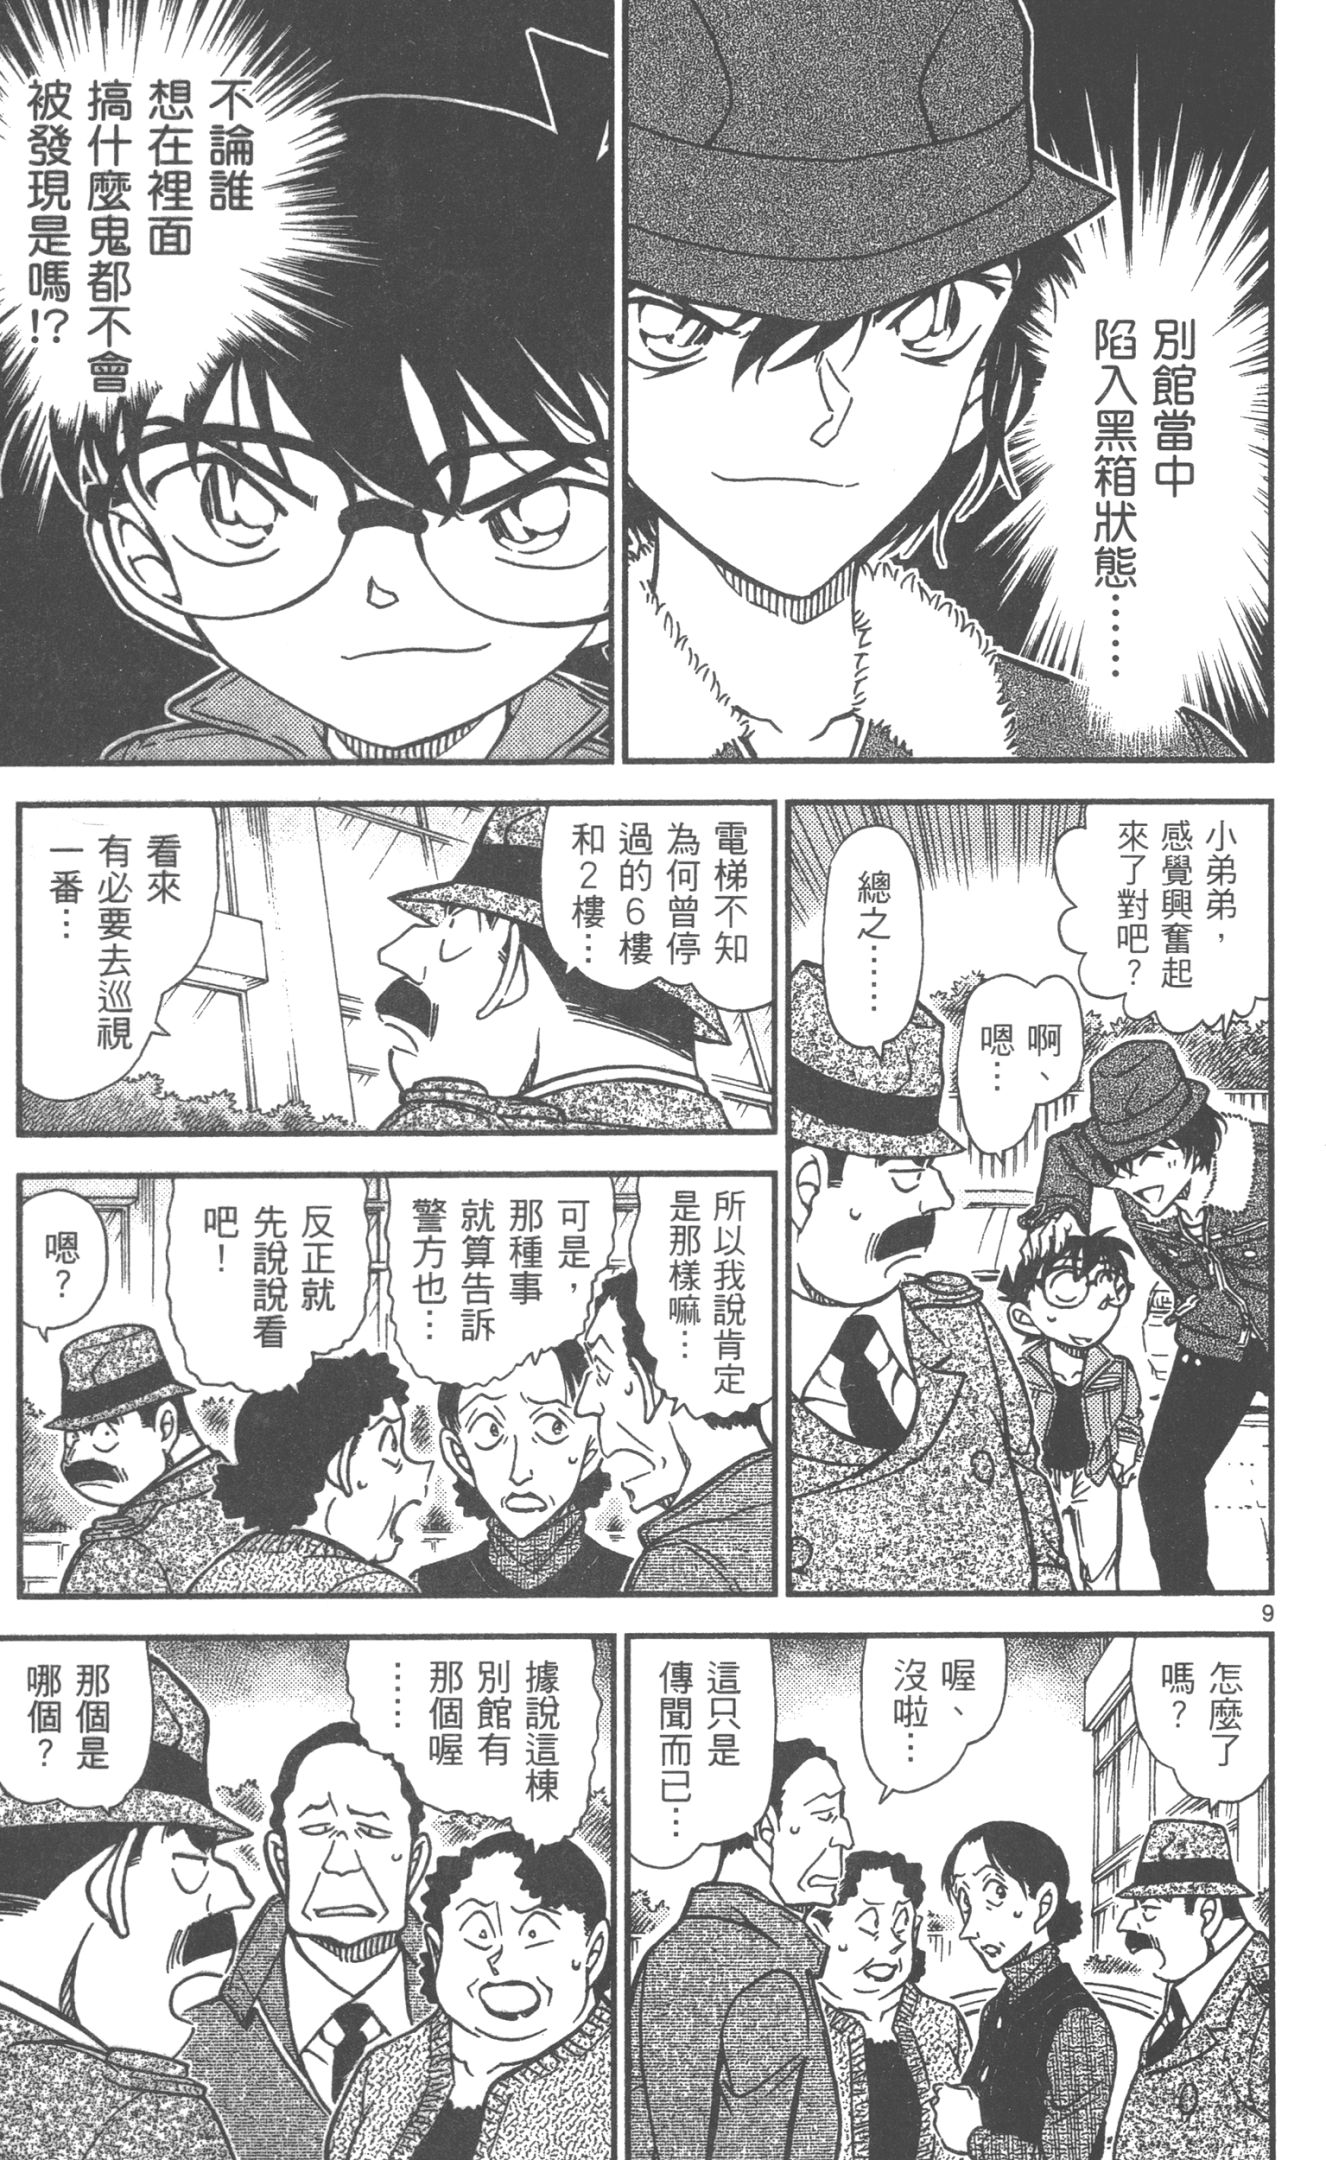 別館當中
陷入黑箱狀態……
不論誰
想在裡面
搞什麼鬼都不會
被發現是嗎!?
小弟弟，
感覺興奮起
來了對吧？
啊、
嗯…
總之……
電梯不知
為何曾停
過的6樓
和2樓…
看來
有必要去巡視
一番…
所以我說肯定
是那樣嘛…
可是，
那種事
就算告訴
警方也…
反正就
先說說看
吧！
嗯？
9
怎麼了
嗎？
喔、
沒啦…
這只是
傳聞而已…
據說這棟
別館有
那個喔
……
那個是
哪個？